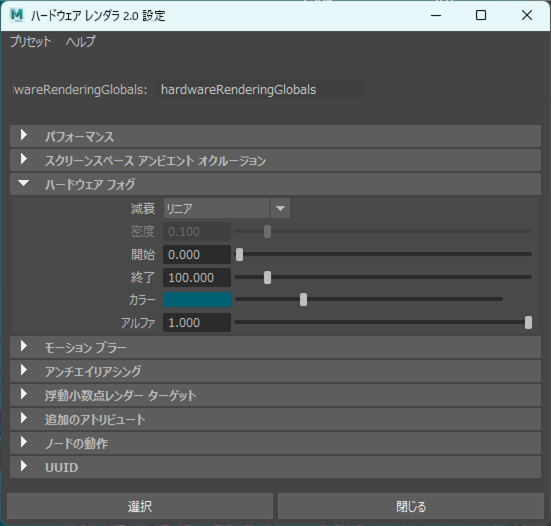 ハードウェア レンダラ 2.0 設定
プリセット ヘルプ
wareRenderingGlobals: hardwareRenderingGlobals
パフォーマンス
スクリーンスペース アンビエント オクルージョン
ハードウェア フォグ
減衰 リニア
密度 0.100
開始 0.000
終了 100.000
カラー
アルファ 1.000
モーション ブラー
アンチエイリアシング
浮動小数点レンダー ターゲット
追加のアトリビュート
ノードの動作
UUID
選択 閉じる